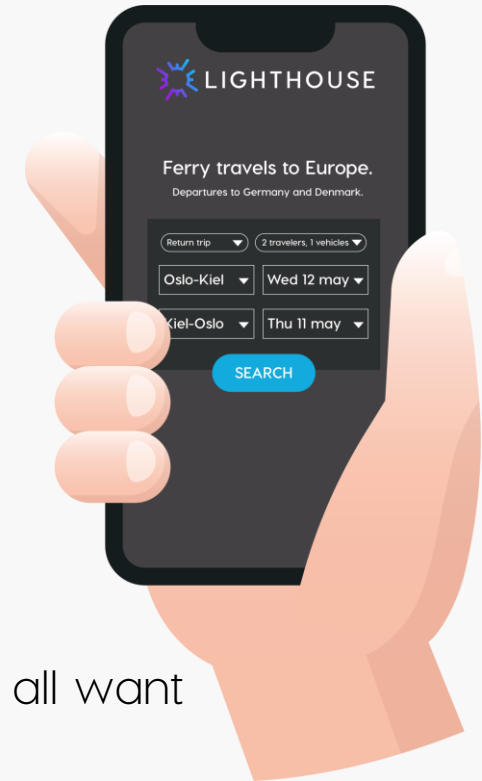 LIGHTHOUSE
Ferry travels to Europe.
Departures to Germany and Denmark.
Return trip 2 travelers, 1 vehicles
Oslo-Kiel Wed 12 may
Kiel-Oslo Thu 11 may
SEARCH
all want